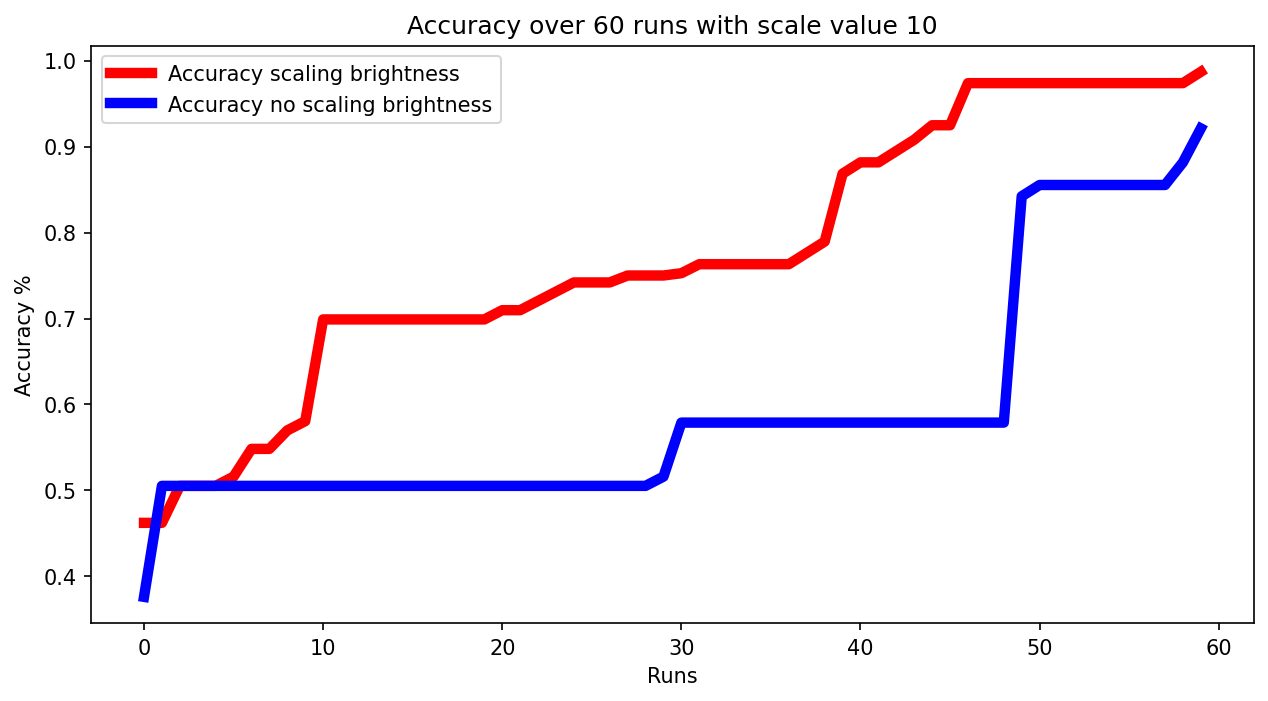 Accuracy over 60 runs with scale value 10
Accuracy scaling brightness
Accuracy no scaling brightness
1.0
0.9
0.8
0.7
0.6
0.5
0.4
Accuracy %
0 10 20 30 40 50 60
Runs